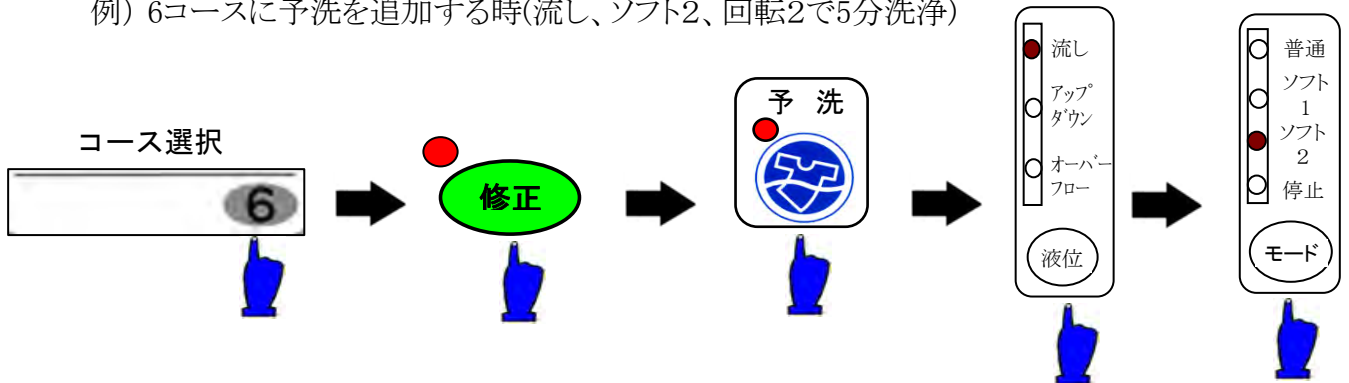 例) 6コースに予洗を追加する時(流し、ソフト2、回転2で5分洗浄)
コース選択
6
修正
予 洗
流し
アップ
ダウン
オーバー
フロー
液位
普通
ソフト
1
ソフト
2
停止
モード